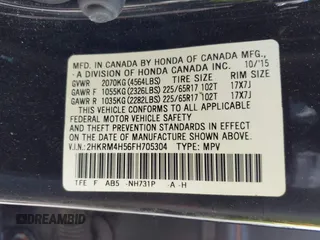 MFD. IN CANADA BY HONDA OF CANADA MFG.,
A DIVISION OF HONDA CANADA INC. 10/15
GVWR 2070KG (4564LBS) TIRE SIZE RIM SIZE
GAWR F 1055KG (2326LBS) 225/65R17 102T 17X7J
GAWR R 1035KG (2282LBS) 225/65R17 102T 17X7J
THIS VEHICLE CONFORMS TO ALL APPLICABLE
FEDERAL MOTOR VEHICLE SAFETY STANDARDS IN EFFECT
ON THE DATE OF MANUFACTURE SHOWN ABOVE.
V.I.N: 2HKRM4H56FH705304 TYPE: MPV
TFE F AB5 NH731P A-H
DREAMBID